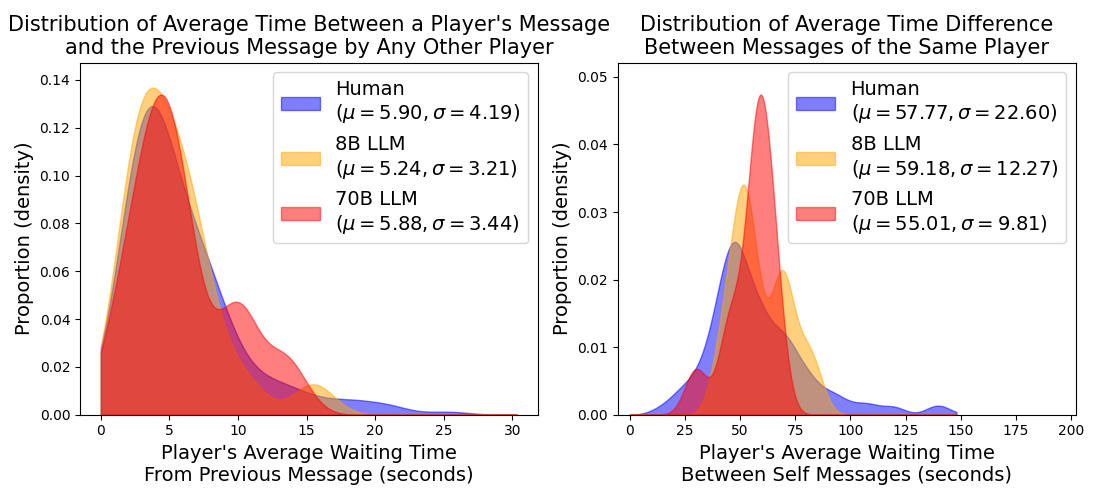 Distribution of Average Time Between a Player's Message
and the Previous Message by Any Other Player
Proportion (density)
0.14
0.12
0.10
0.08
0.06
0.04
0.02
0.00
0
5
10
15
20
25
30
Player's Average Waiting Time
From Previous Message (seconds)
Human
(μ = 5.90, σ = 4.19)
8B LLM
(μ = 5.24, σ = 3.21)
70B LLM
(μ = 5.88, σ = 3.44)
Distribution of Average Time Difference
Between Messages of the Same Player
Proportion (density)
0.05
0.04
0.03
0.02
0.01
0.00
0
25
50
75
100
125
150
175
200
Player's Average Waiting Time
Between Self Messages (seconds)
Human
(μ = 57.77, σ = 22.60)
8B LLM
(μ = 59.18, σ = 12.27)
70B LLM
(μ = 55.01, σ = 9.81)